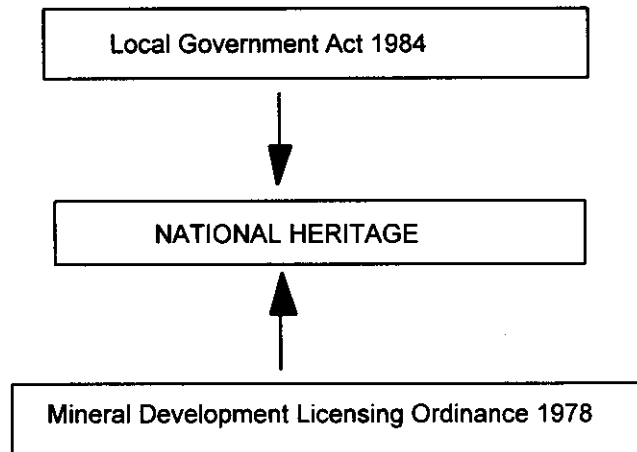 Local Government Act 1984
NATIONAL HERITAGE
Mineral Development Licensing Ordinance 1978